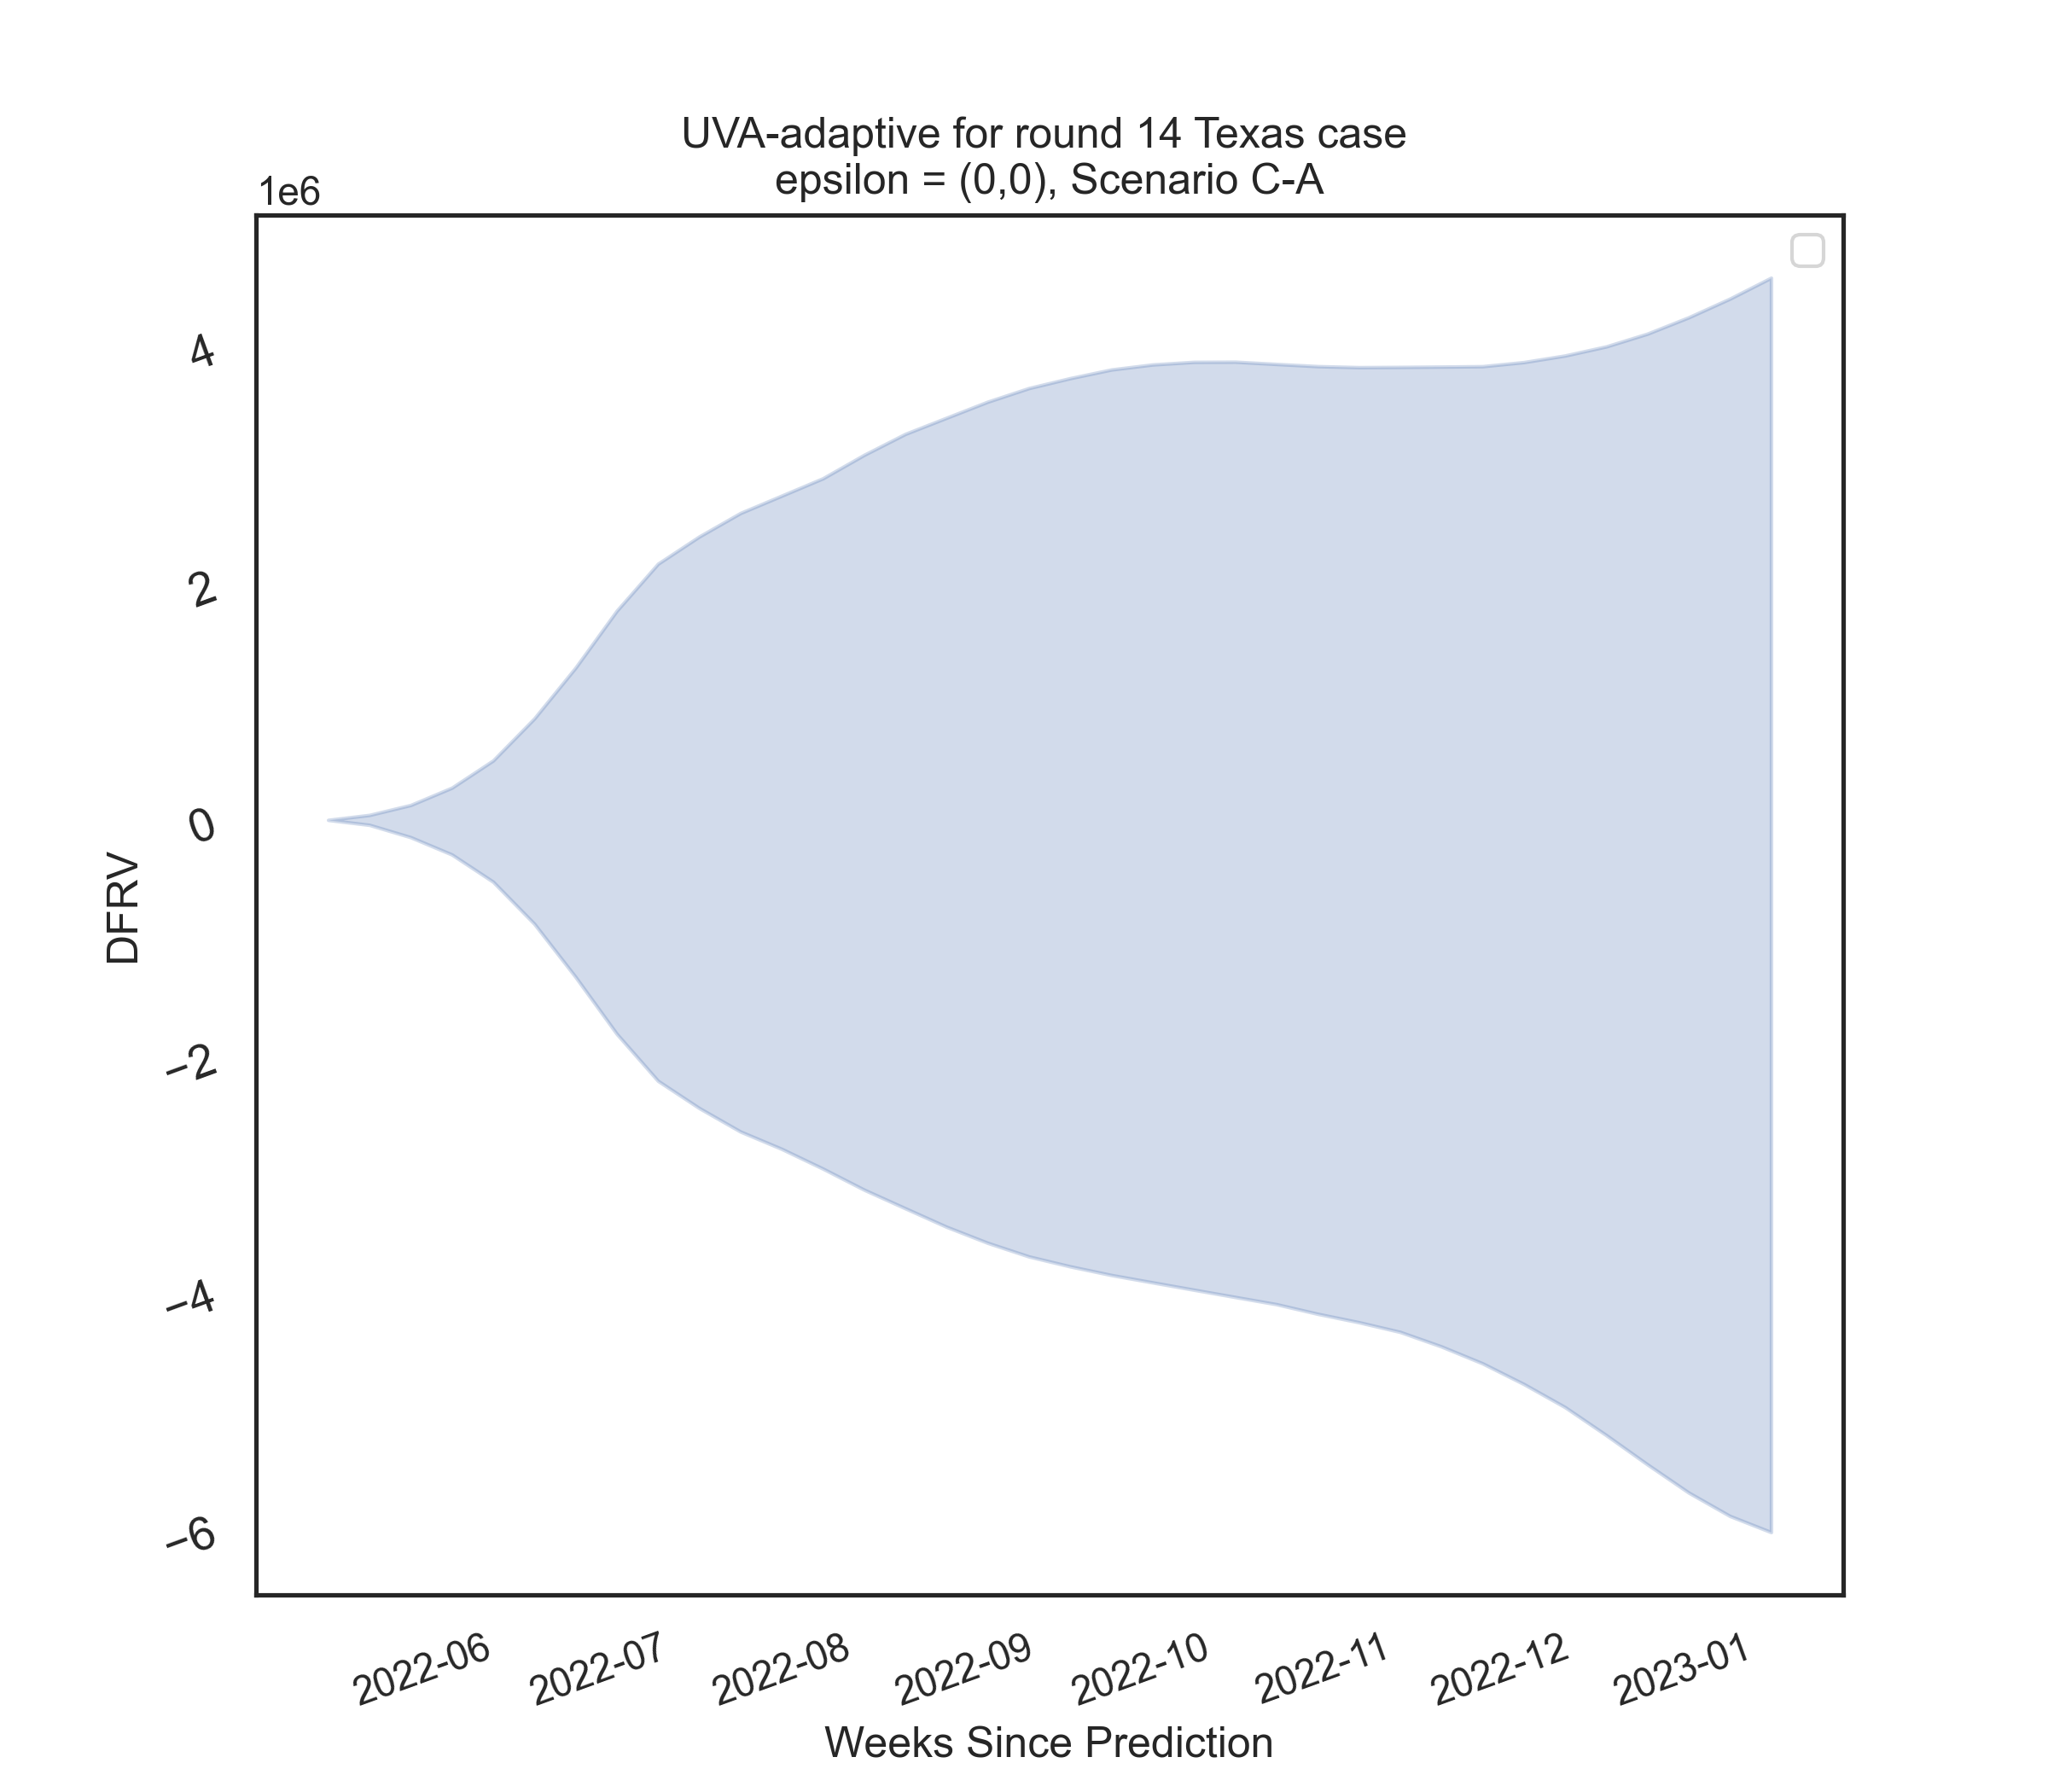 UVA-adaptive for round 14 Texas case
epsilon = (0,0), Scenario C-A
1e6
4
2
0
−2
−4
−6
DFRV
2022-06
2022-07
2022-08
2022-09
2022-10
2022-11
2022-12
2023-01
Weeks Since Prediction